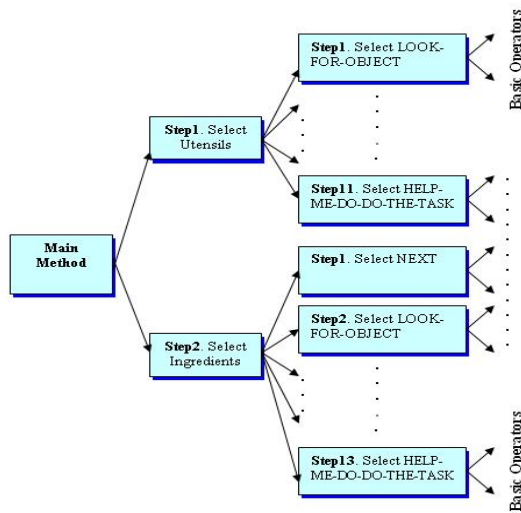 Step1. Select LOOK-
FOR-OBJECT
Basic Operators
Step1. Select
Utensils
Step11. Select HELP-
ME-DO-DO-THE-TASK
Main
Method
Step1. Select NEXT
Step2. Select LOOK-
FOR-OBJECT
Step2. Select
Ingredients
Step13. Select HELP-
ME-DO-DO-THE-TASK
Basic Operators